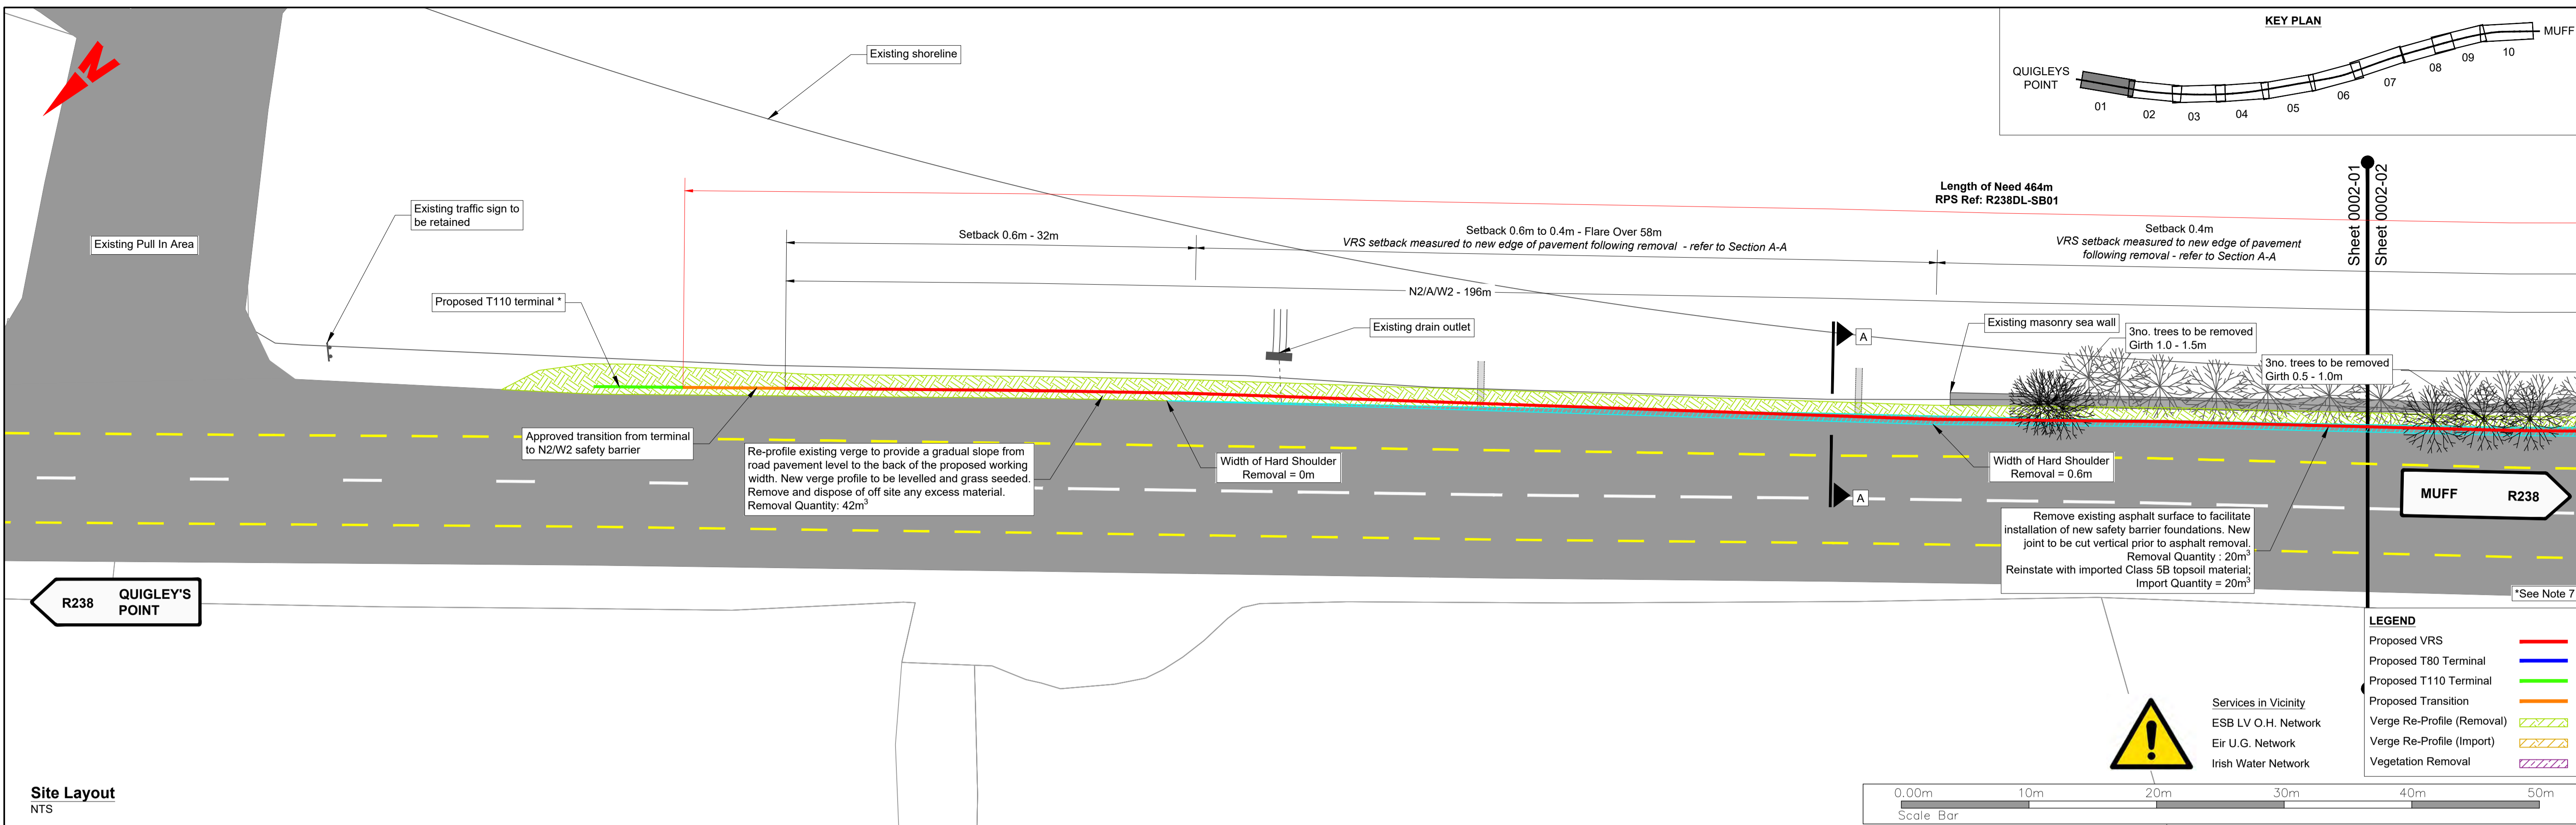 KEY PLAN
MUFF
QUIGLEYS
POINT
01
02
03
04
05
06
07
08
09
10
N
Existing shoreline
Existing traffic sign to
be retained
Existing Pull In Area
Length of Need 464m
RPS Ref: R238DL-SB01
Sheet 0002-01
Sheet 0002-02
Setback 0.6m - 32m
Setback 0.6m to 0.4m - Flare Over 58m
VRS setback measured to new edge of pavement following removal - refer to Section A-A
Setback 0.4m
VRS setback measured to new edge of pavement
following removal - refer to Section A-A
N2/A/W2 - 196m
Proposed T110 terminal *
Existing drain outlet
A
Existing masonry sea wall
3no. trees to be removed
Girth 1.0 - 1.5m
3no. trees to be removed
Girth 0.5 - 1.0m
Approved transition from terminal
to N2/W2 safety barrier
Re-profile existing verge to provide a gradual slope from
road pavement level to the back of the proposed working
width. New verge profile to be levelled and grass seeded.
Remove and dispose of off site any excess material.
Removal Quantity: 42m³
Width of Hard Shoulder
Removal = 0m
A
Width of Hard Shoulder
Removal = 0.6m
MUFF R238
Remove existing asphalt surface to facilitate
installation of new safety barrier foundations. New
joint to be cut vertical prior to asphalt removal.
Removal Quantity : 20m³
Reinstate with imported Class 5B topsoil material;
Import Quantity = 20m³
R238 QUIGLEY'S
POINT
*See Note 7
LEGEND
Proposed VRS
Proposed T80 Terminal
Proposed T110 Terminal
Proposed Transition
Verge Re-Profile (Removal)
Verge Re-Profile (Import)
Vegetation Removal
Services in Vicinity
ESB LV O.H. Network
Eir U.G. Network
Irish Water Network
Site Layout
NTS
0.00m 10m 20m 30m 40m 50m
Scale Bar